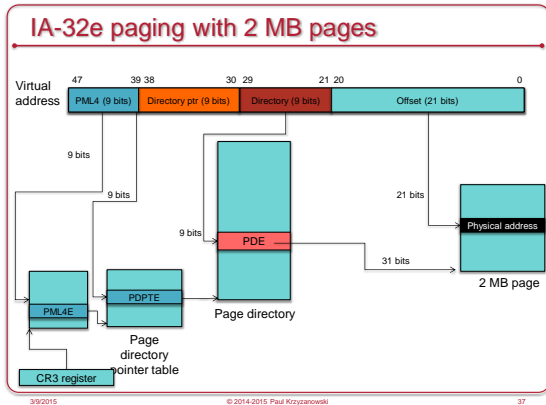 IA-32e paging with 2 MB pages
47 39 38 30 29 21 20 0
Virtual
address
PML4 (9 bits) Directory ptr (9 bits) Directory (9 bits) Offset (21 bits)
9 bits
9 bits
21 bits
Physical address
9 bits
PDE
31 bits
2 MB page
PDPTE
PML4E
Page directory
Page
directory
pointer table
CR3 register
3/9/2015 © 2014-2015 Paul Krzyzanowski 37